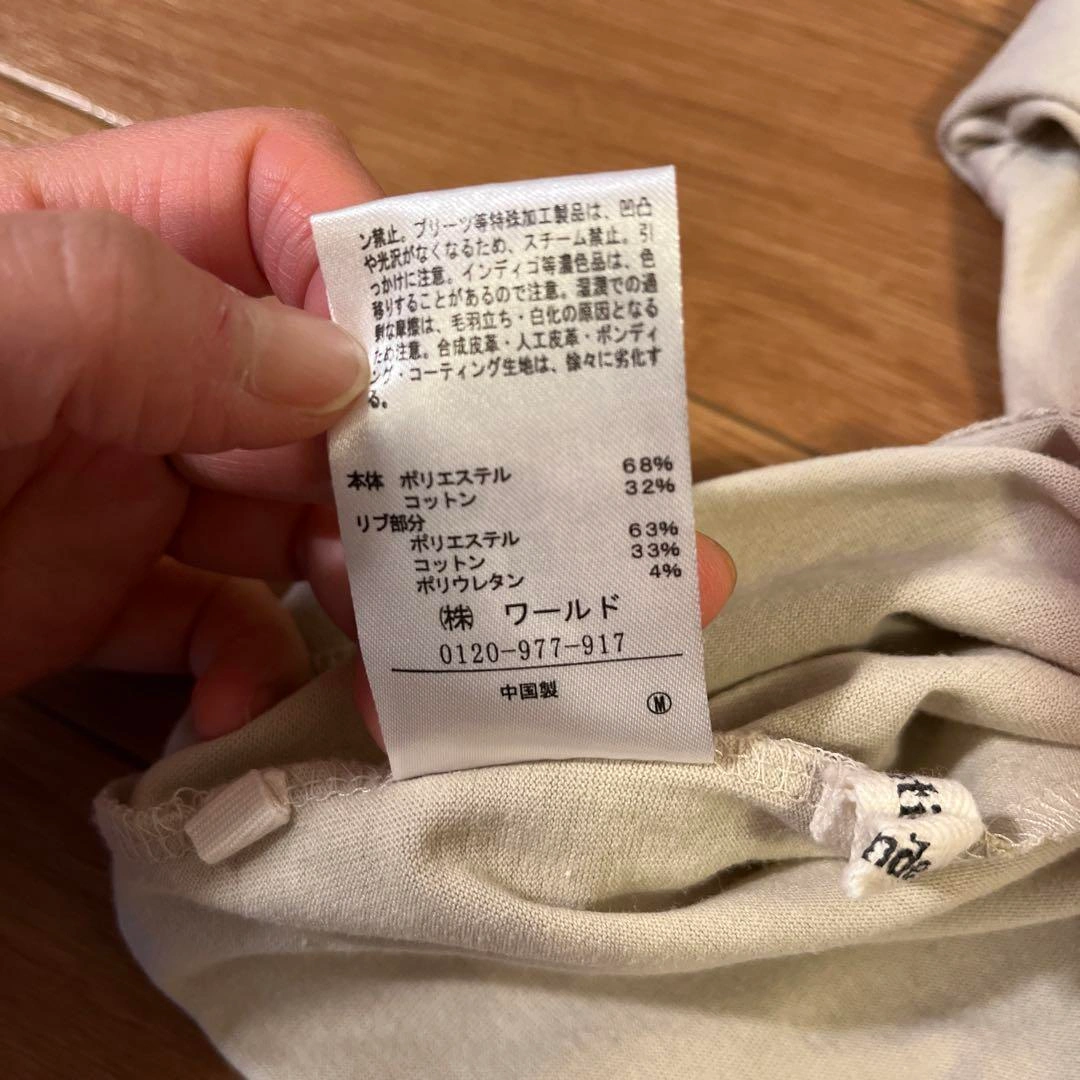 ン禁止。プリーツ等特殊加工製品は、凹凸
や光沢がなくなるため、スチーム禁止。引
っかけに注意。インディゴ等濃色品は、色
移りすることがあるので注意。湿潤での過
剰な摩擦は、毛羽立ち・白化の原因となる
ため注意。合成皮革・人工皮革・ボンディ
ング・コーティング生地は、徐々に劣化す
る。
本体 ポリエステル 68%
コットン 32%
リブ部分
ポリエステル 63%
コットン 33%
ポリウレタン 4%
㈱ ワールド
0120-977-917
中国製
Ⓜ
ti